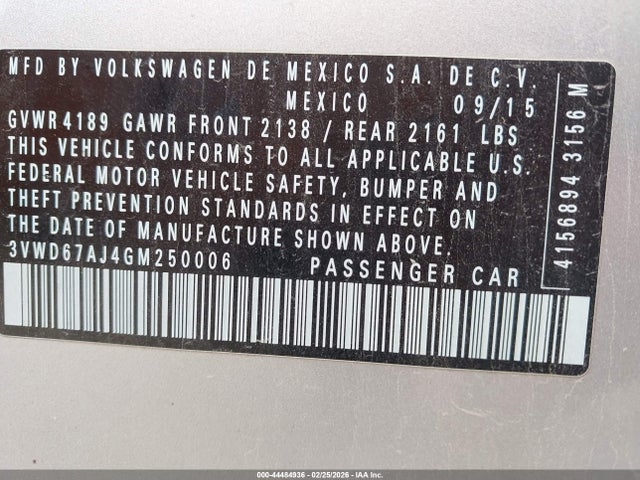 MFD BY VOLKSWAGEN DE MEXICO S.A. DE C.V.
MEXICO 09/15
GVWR 4189 GAWR FRONT 2138 / REAR 2161 LBS
THIS VEHICLE CONFORMS TO ALL APPLICABLE U.S.
FEDERAL MOTOR VEHICLE SAFETY, BUMPER AND
THEFT PREVENTION STANDARDS IN EFFECT ON
THE DATE OF MANUFACTURE SHOWN ABOVE.
3VWD67AJ4GM250006 PASSENGER CAR
4156894 3156 M
000-44484936 - 02/25/2026 - IAA Inc.